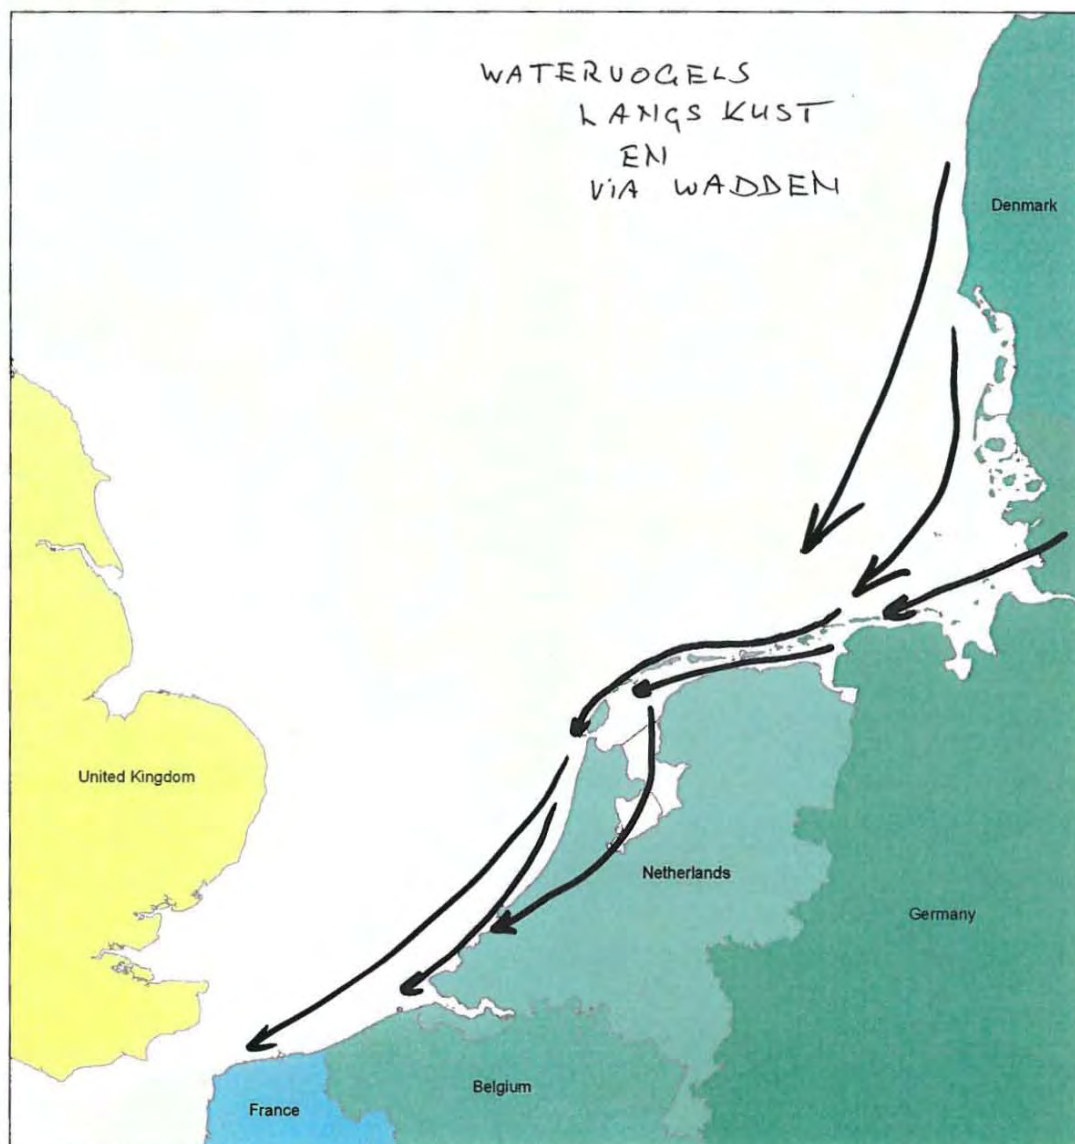 WATERVOGELS
LANGS KUST
EN
VIA WADDEN
Denmark
United Kingdom
Netherlands
Germany
Belgium
France